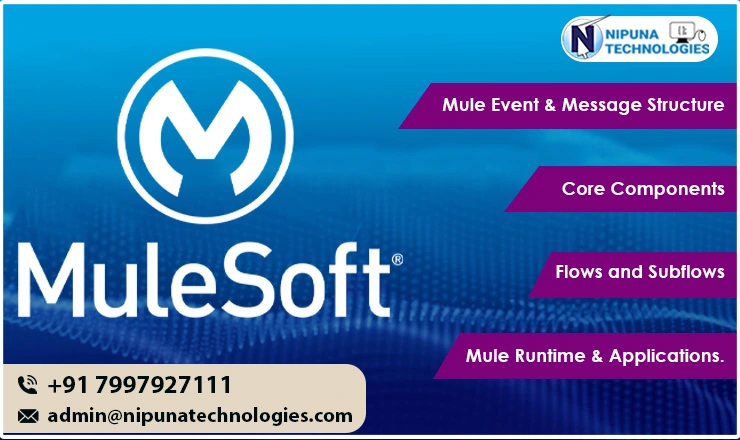 NIPUNA
TECHNOLOGIES
Mule Event & Message Structure
Core Components
MuleSoft®
Flows and Subflows
Mule Runtime & Applications.
+91 7997927111
admin@nipunatechnologies.com